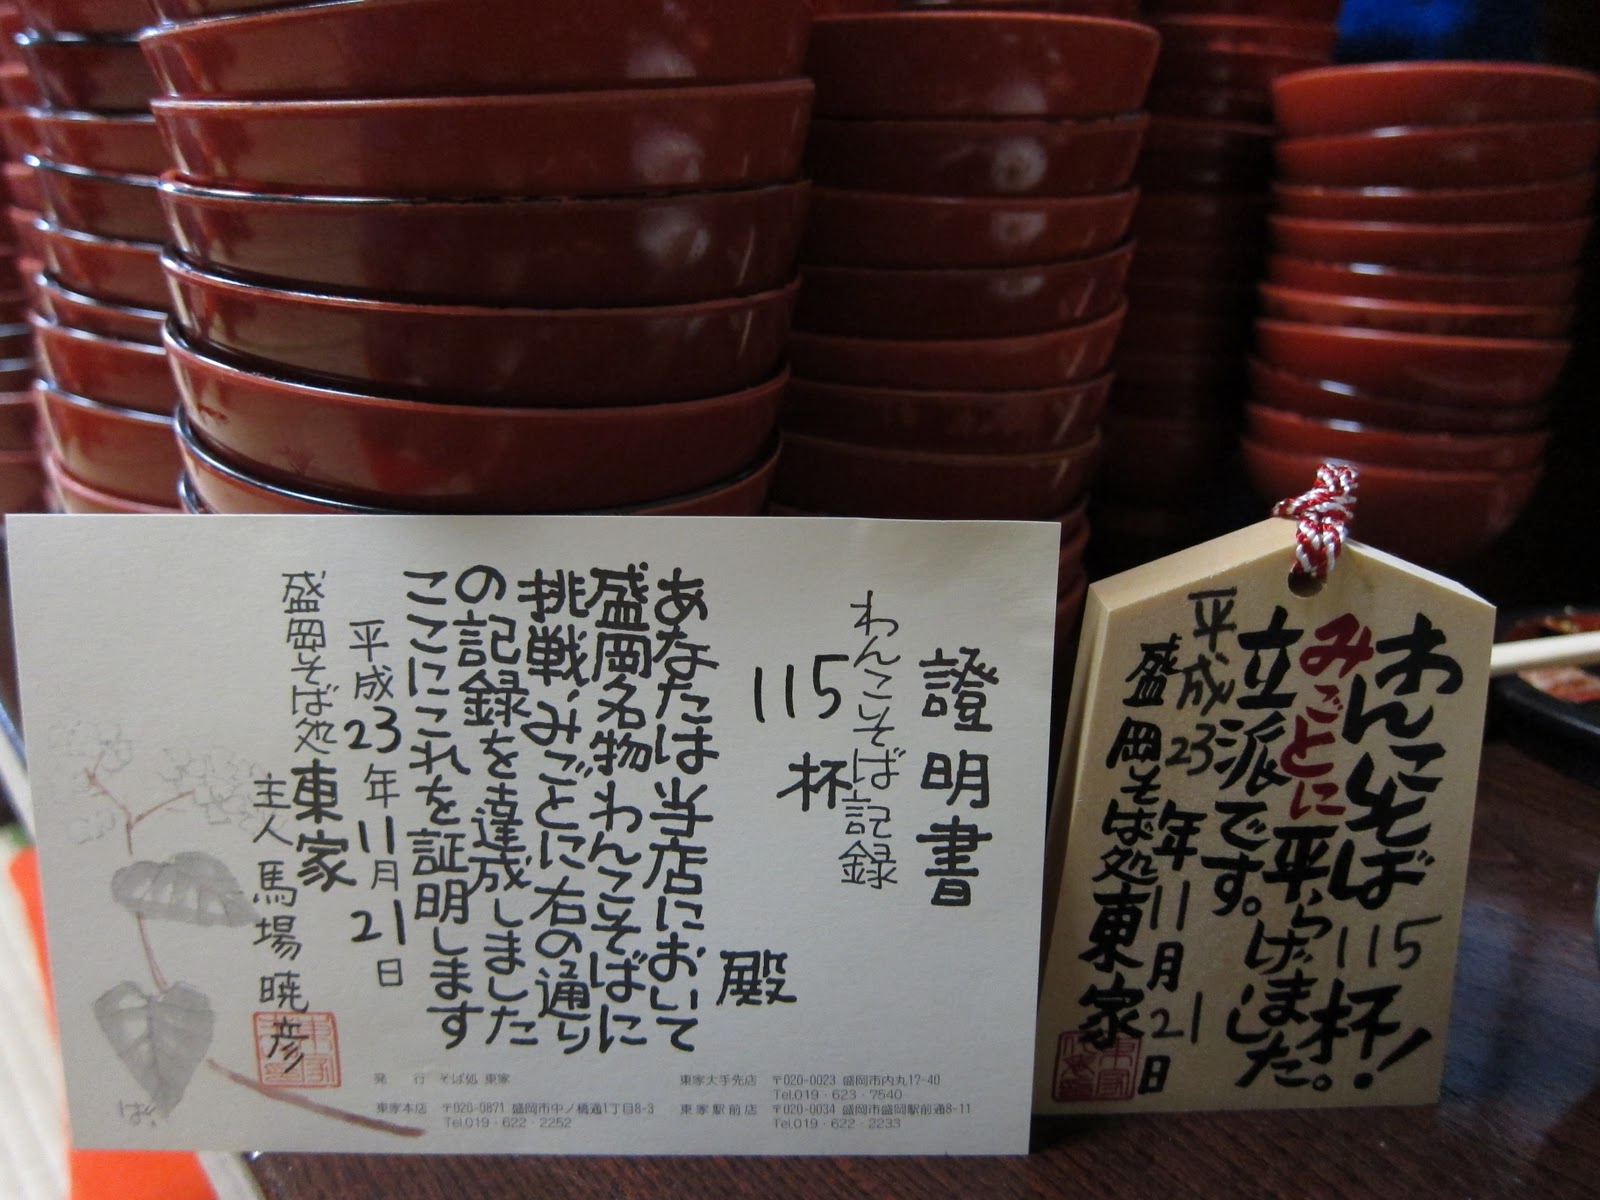 證明書
わんこそば記録
115杯
殿
あなたは当店において
盛岡名物わんこそばに
挑戦、みごとに右の通り
の記録を達成しました
ここにこれを証明します
平成23年11月21日
盛岡そば処東家
主人 馬場暁彦
発行 そば処 東家
東家本店 〒020-0871 盛岡市中ノ橋通1丁目8-3
Tel.019・622・2252
東家大手先店 〒020-0023 盛岡市内丸17-40
Tel.019・623・7540
東家駅前店 〒020-0034 盛岡市盛岡駅前通8-11
Tel.019・622・2233
わんこそば115杯!
みごとに平らげました。
立派です。
平成23年11月21日
盛岡そば処東家